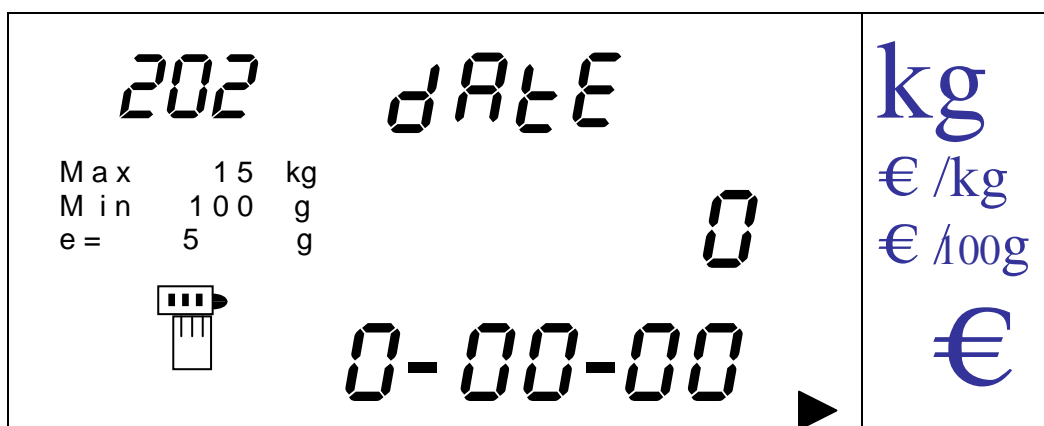 202 dAtE
Max 15 kg
Min 100 g
e= 5 g
0
0-00-00
kg
€/kg
€/100g
€